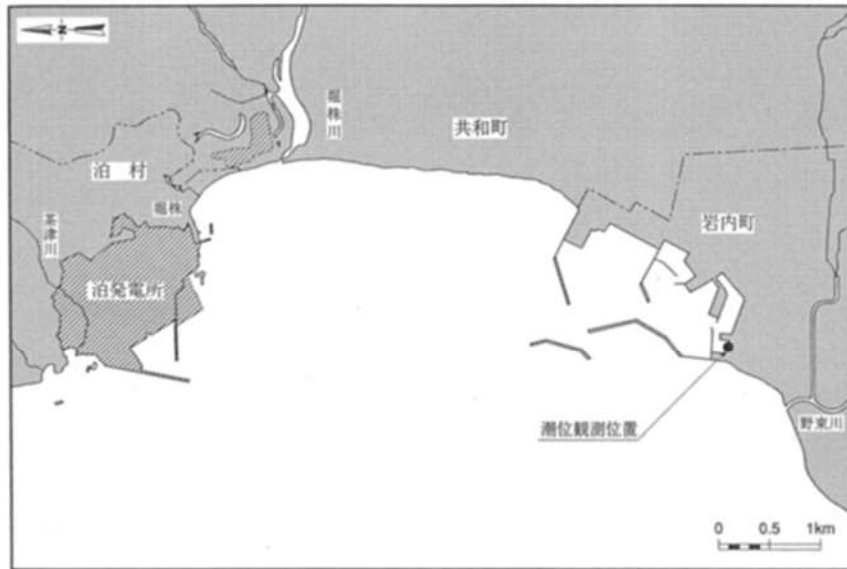 N
堀株川
共和町
泊 村
堀株
茶津川
泊発電所
岩内町
潮位観測位置
野束川
0 0.5 1km